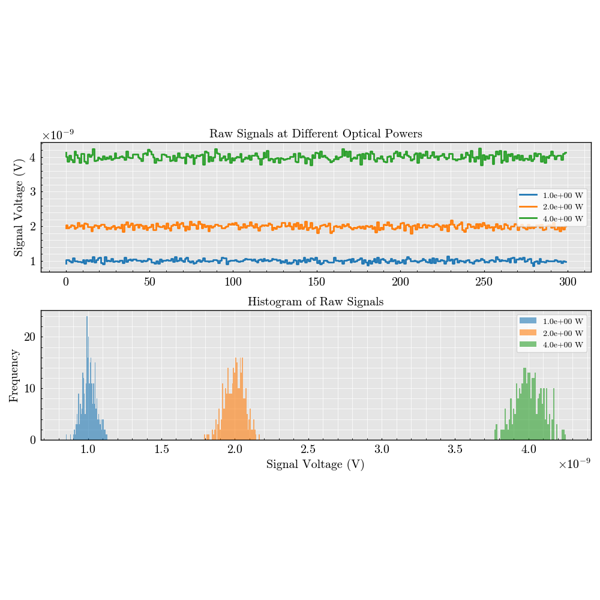 Raw Signals at Different Optical Powers
×10⁻⁹
Signal Voltage (V)
4
3
2
1
1.0e+00 W
2.0e+00 W
4.0e+00 W
0 50 100 150 200 250 300
Histogram of Raw Signals
Frequency
20
10
0
1.0e+00 W
2.0e+00 W
4.0e+00 W
1.0 1.5 2.0 2.5 3.0 3.5 4.0
Signal Voltage (V)
×10⁻⁹